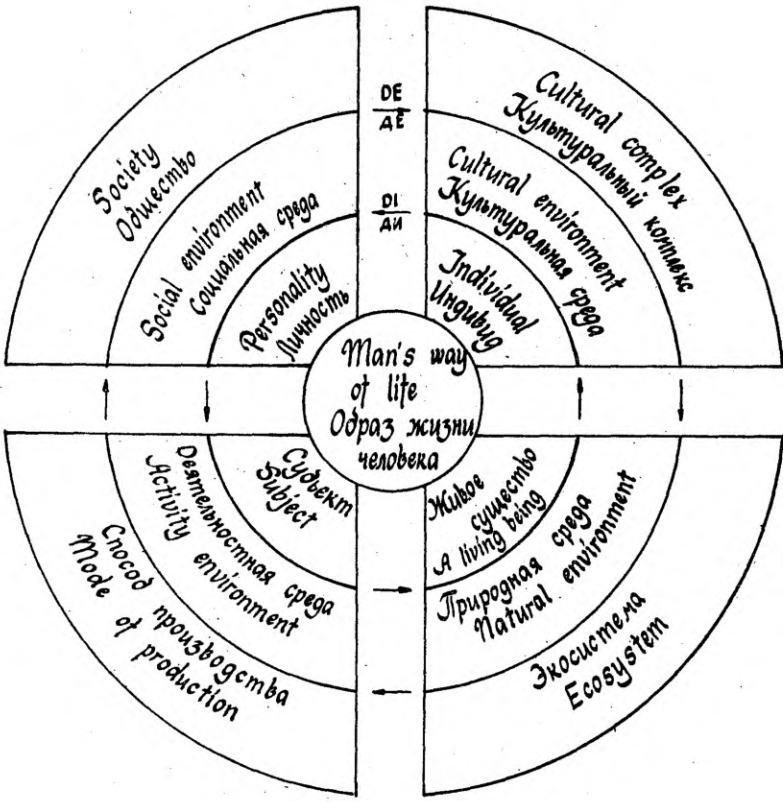 Society
Общество
Social environment
Социальная среда
Personality
Личность
DE
ДЕ
DI
ДИ
Cultural complex
Культуральный комплекс
Cultural environment
Культуральная среда
Individual
Индивид
Man's way
of life
Образ жизни
человека
Субъект
Subject
Деятельностная среда
Activity environment
Способ производства
Mode of production
Живое
существо
A living being
Природная среда
Natural environment
Экосистема
Ecosystem